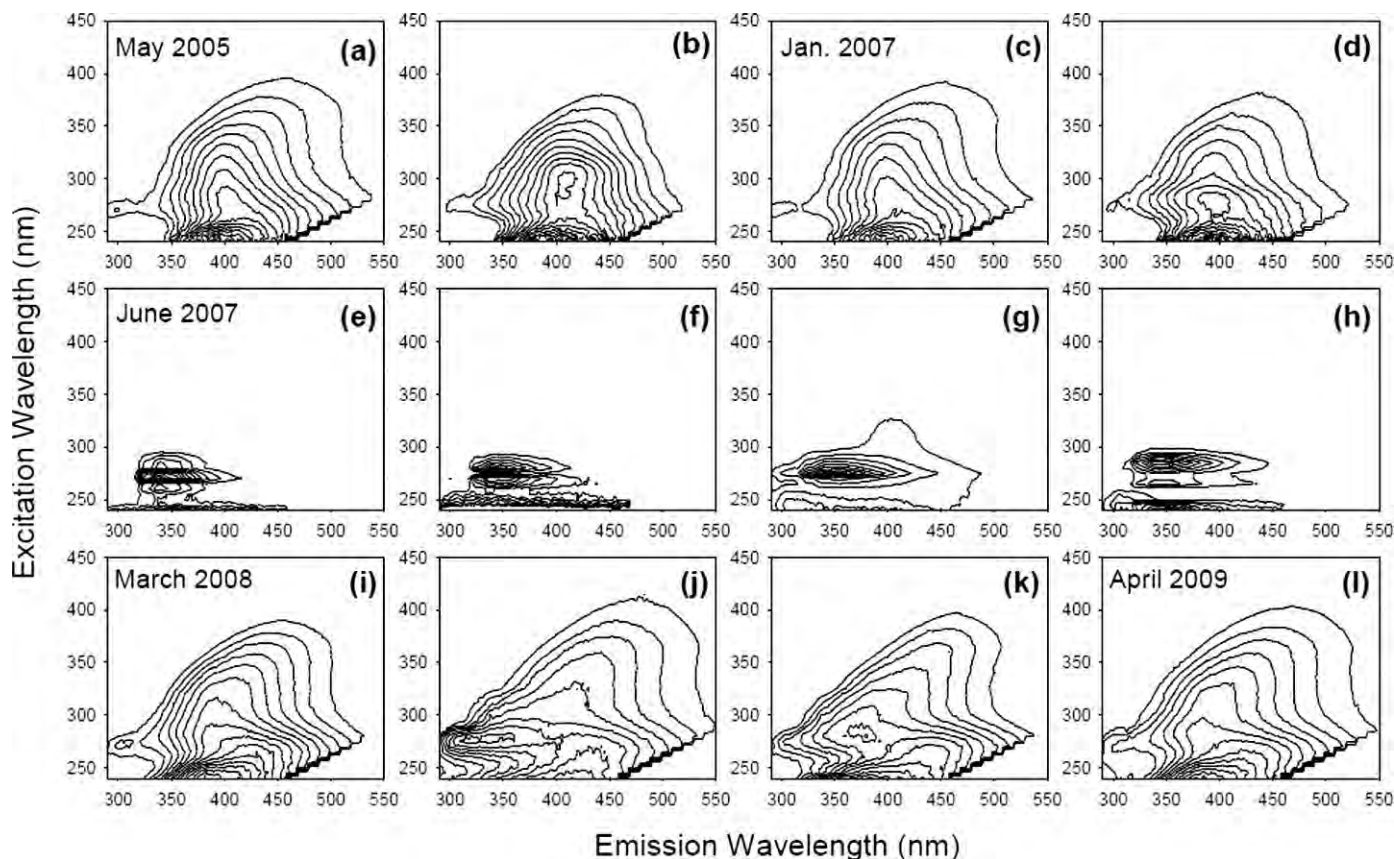 Excitation Wavelength (nm)
May 2005 (a) (b) Jan. 2007 (c) (d)
450 450 450 450
400 400 400 400
350 350 350 350
300 300 300 300
250 250 250 250
300 350 400 450 500 550 300 350 400 450 500 550 300 350 400 450 500 550 300 350 400 450 500 550
June 2007 (e) (f) (g) (h)
450 450 450 450
400 400 400 400
350 350 350 350
300 300 300 300
250 250 250 250
300 350 400 450 500 550 300 350 400 450 500 550 300 350 400 450 500 550 300 350 400 450 500 550
March 2008 (i) (j) (k) April 2009 (l)
450 450 450 450
400 400 400 400
350 350 350 350
300 300 300 300
250 250 250 250
300 350 400 450 500 550 300 350 400 450 500 550 300 350 400 450 500 550 300 350 400 450 500 550
Emission Wavelength (nm)